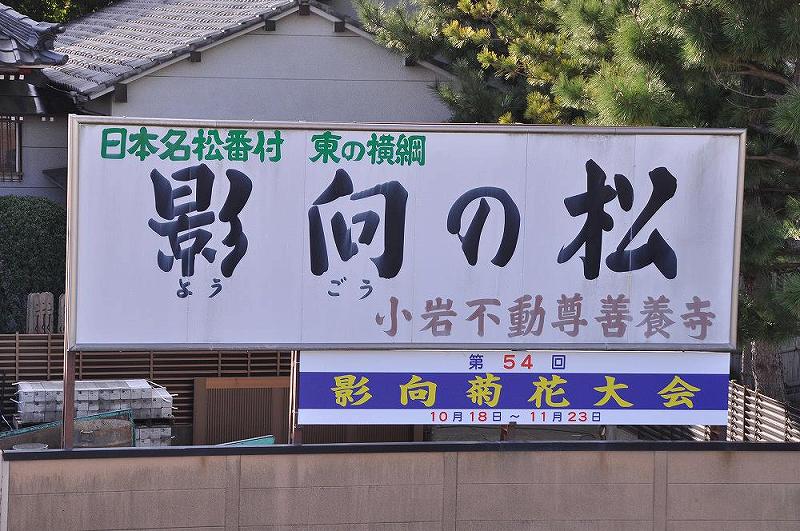 日本名松番付 東の横綱
影向の松
よう ごう
小岩不動尊善養寺
第54回
影向菊花大会
10月18日～11月23日